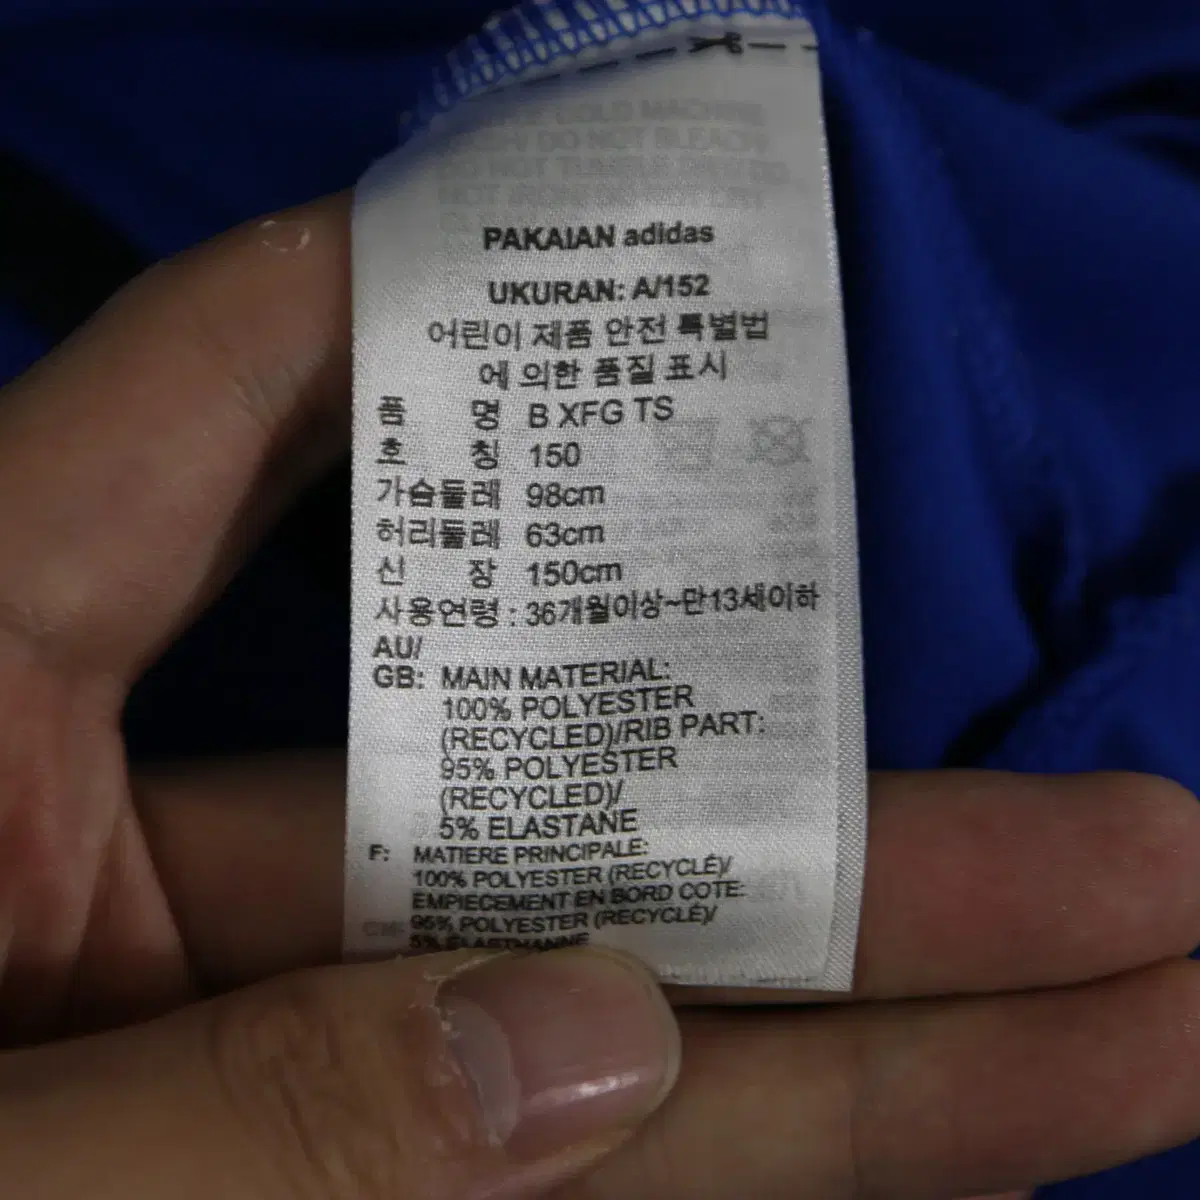 PAKAIAN adidas
UKURAN: A/152
어린이 제품 안전 특별법
에 의한 품질 표시
품 명 B XFG TS
호 칭 150
가슴둘레 98cm
허리둘레 63cm
신 장 150cm
사용연령 : 36개월이상~만13세이하
AU/
GB: MAIN MATERIAL:
100% POLYESTER
(RECYCLED)/RIB PART:
95% POLYESTER
(RECYCLED)/
5% ELASTANE
F: MATIERE PRINCIPALE:
100% POLYESTER (RECYCLÉ)/
EMPIECEMENT EN BORD COTE:
95% POLYESTER (RECYCLÉ)/
5% ELASTHANNE